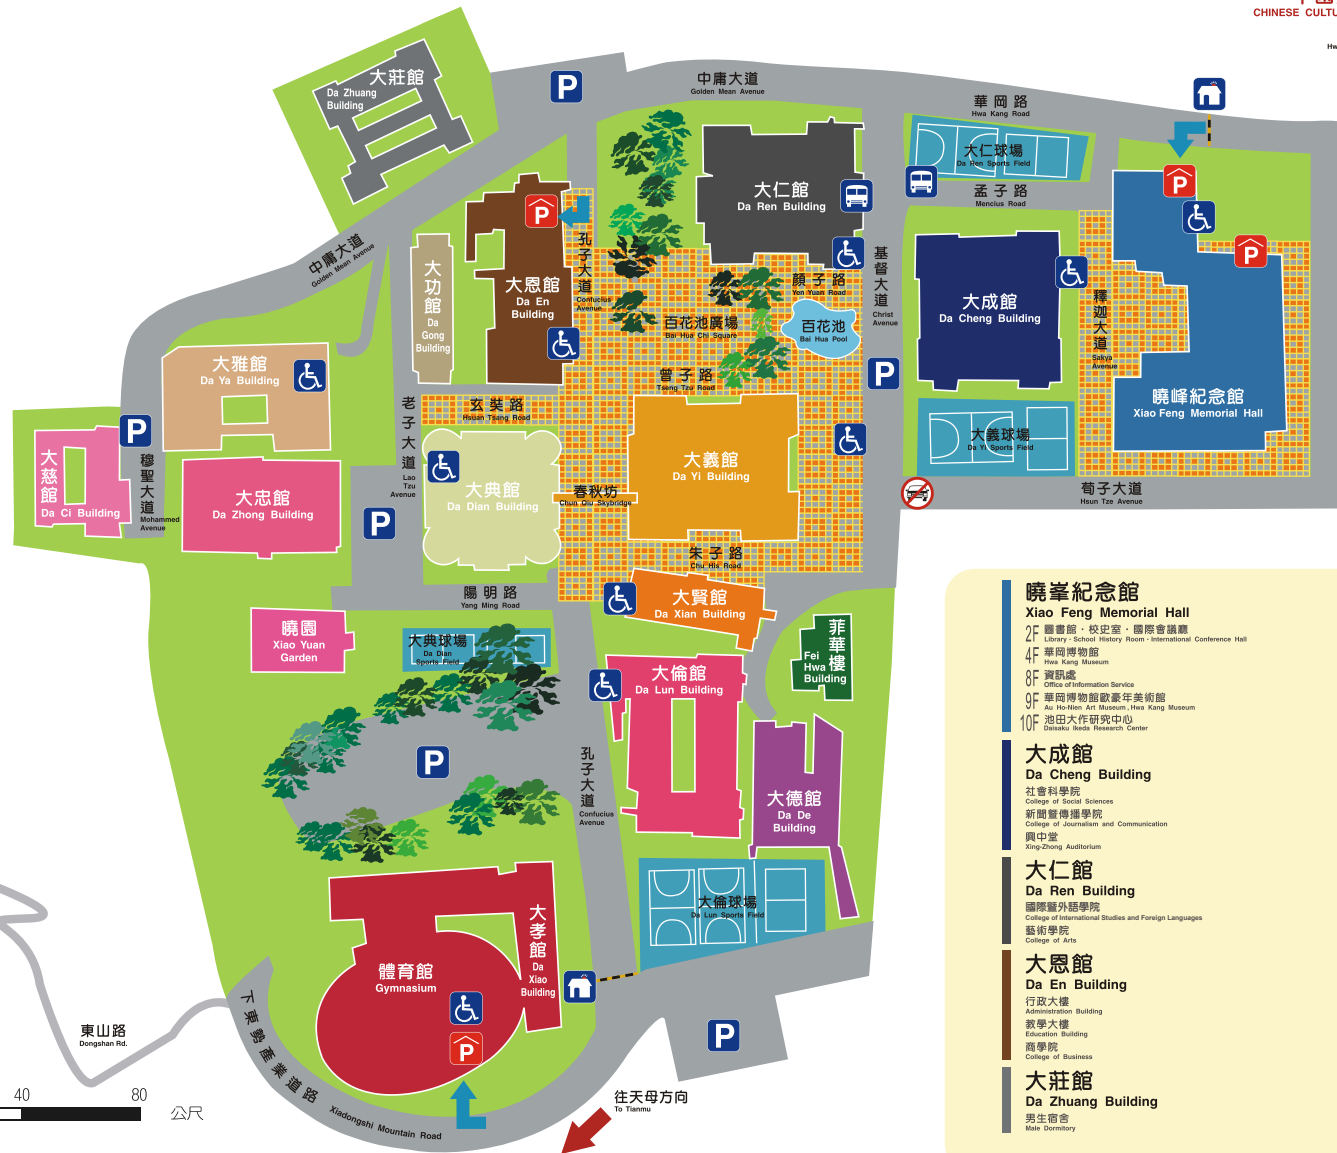 CHINESE CULTU
Hw
大莊館
Da Zhuang
Building
P
中庸大道
Golden Mean Avenue
華岡路
Hwa Kang Road
大仁球場
Da Ren Sports Field
孟子路
Mencius Road
大仁館
Da Ren Building
P
P
中庸大道
Golden Mean Avenue
大功館
Da
Gong
Building
大恩館
Da En
Building
孔子大道
Confucius
Avenue
基督大道
Christ
Avenue
顏子路
Yen Yuan Road
百花池廣場
Bai Hua Chi Square
百花池
Bai Hua Pool
大成館
Da Cheng Building
釋迦大道
Sakya
Avenue
P
曉峰紀念館
Xiao Feng Memorial Hall
大雅館
Da Ya Building
曾子路
Tseng Tzu Road
P
玄奘路
Hsuan Tsang Road
老子大道
Lao
Tzu
Avenue
P
大慈館
Da Ci Building
穆聖大道
Mohammed
Avenue
大忠館
Da Zhong Building
P
大典館
Da Dian Building
春秋坊
Chun Qiu Skybridge
大義館
Da Yi Building
大義球場
Da Yi Sports Field
荀子大道
Hsun Tze Avenue
朱子路
Chu His Road
陽明路
Yang Ming Road
大賢館
Da Xian Building
曉園
Xiao Yuan
Garden
大典球場
Da Dian
Sports Field
大倫館
Da Lun Building
菲華樓
Fei
Hwa
Building
P
孔子大道
Confucius
Avenue
大德館
Da De
Building
大倫球場
Da Lun Sports Field
體育館
Gymnasium
大孝館
Da
Xiao
Building
P
P
東山路
Dongshan Rd.
下東勢產業道路
Xiadongshi Mountain Road
往天母方向
To Tianmu
40
80
公尺
曉峯紀念館
Xiao Feng Memorial Hall
2F 圖書館・校史室・國際會議廳
Library · School History Room · International Conference Hall
4F 華岡博物館
Hwa Kang Museum
8F 資訊處
Office of Information Service
9F 華岡博物館歐豪年美術館
Au Ho-Nien Art Museum, Hwa Kang Museum
10F 池田大作研究中心
Daisaku Ikeda Research Center
大成館
Da Cheng Building
社會科學院
College of Social Sciences
新聞暨傳播學院
College of Journalism and Communication
興中堂
Xing-Zhong Auditorium
大仁館
Da Ren Building
國際暨外語學院
College of International Studies and Foreign Languages
藝術學院
College of Arts
大恩館
Da En Building
行政大樓
Administration Building
教學大樓
Education Building
商學院
College of Business
大莊館
Da Zhuang Building
男生宿舍
Male Dormitory